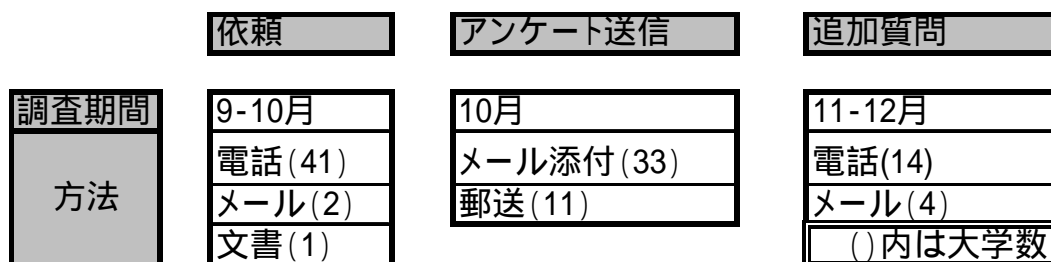 依頼 アンケート送信 追加質問
調査期間 9-10月 10月 11-12月
方法 電話(41) メール添付(33) 電話(14)
メール(2) 郵送(11) メール(4)
文書(1) ()内は大学数